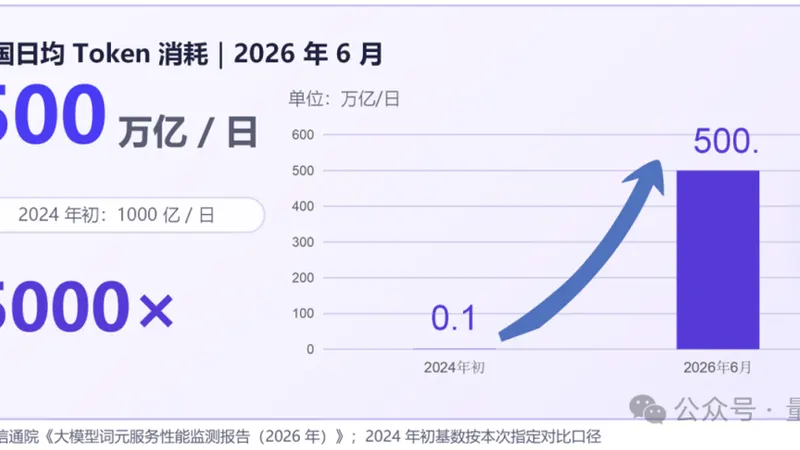 国日均 Token 消耗｜2026 年 6 月
500 万亿 / 日
2024 年初：1000 亿 / 日
5000×
单位：万亿/日
600
500
400
300
200
100
0
500.
0.1
2024年初
2026年6月
公众号 · 量
信通院《大模型词元服务性能监测报告（2026 年）》；2024 年初基数按本次指定对比口径